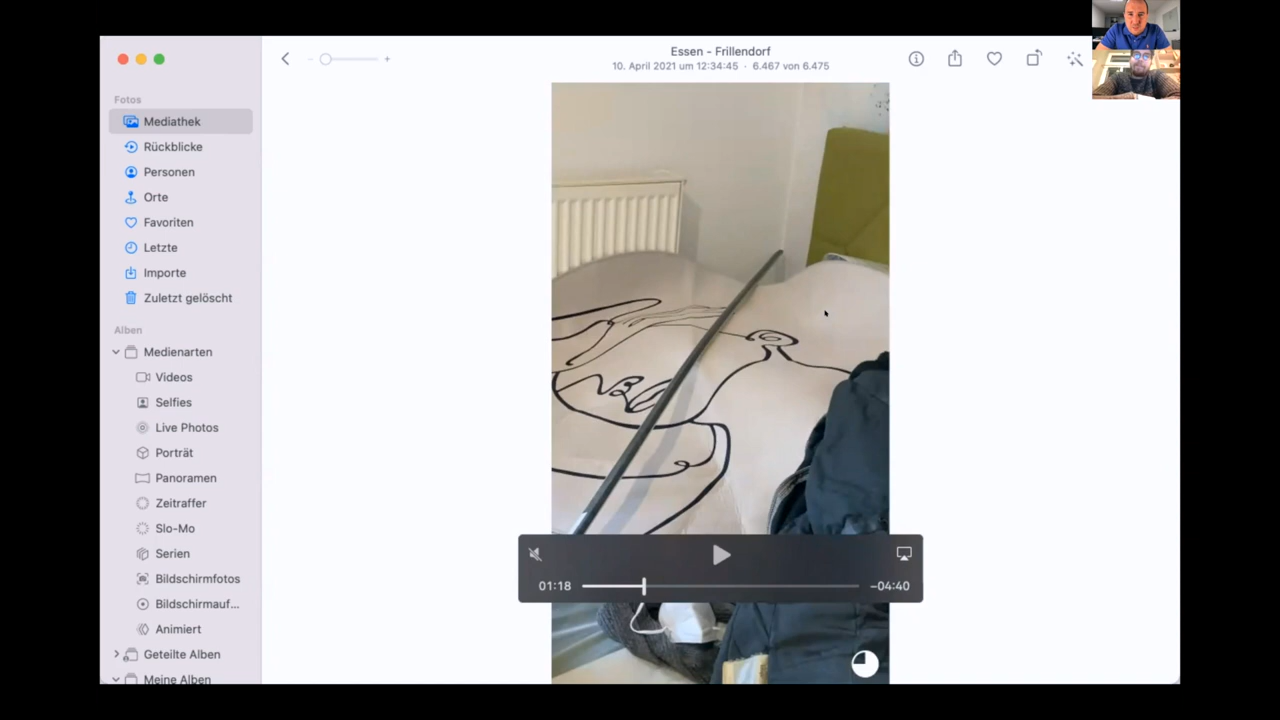 Essen - Frillendorf
10. April 2021 um 12:34:45 · 6.467 von 6.475
Fotos
Mediathek
Rückblicke
Personen
Orte
Favoriten
Letzte
Importe
Zuletzt gelöscht
Alben
Medienarten
Videos
Selfies
Live Photos
Porträt
Panoramen
Zeitraffer
Slo-Mo
Serien
Bildschirmfotos
Bildschirmauf...
Animiert
Geteilte Alben
Meine Alben
01:18
−04:40